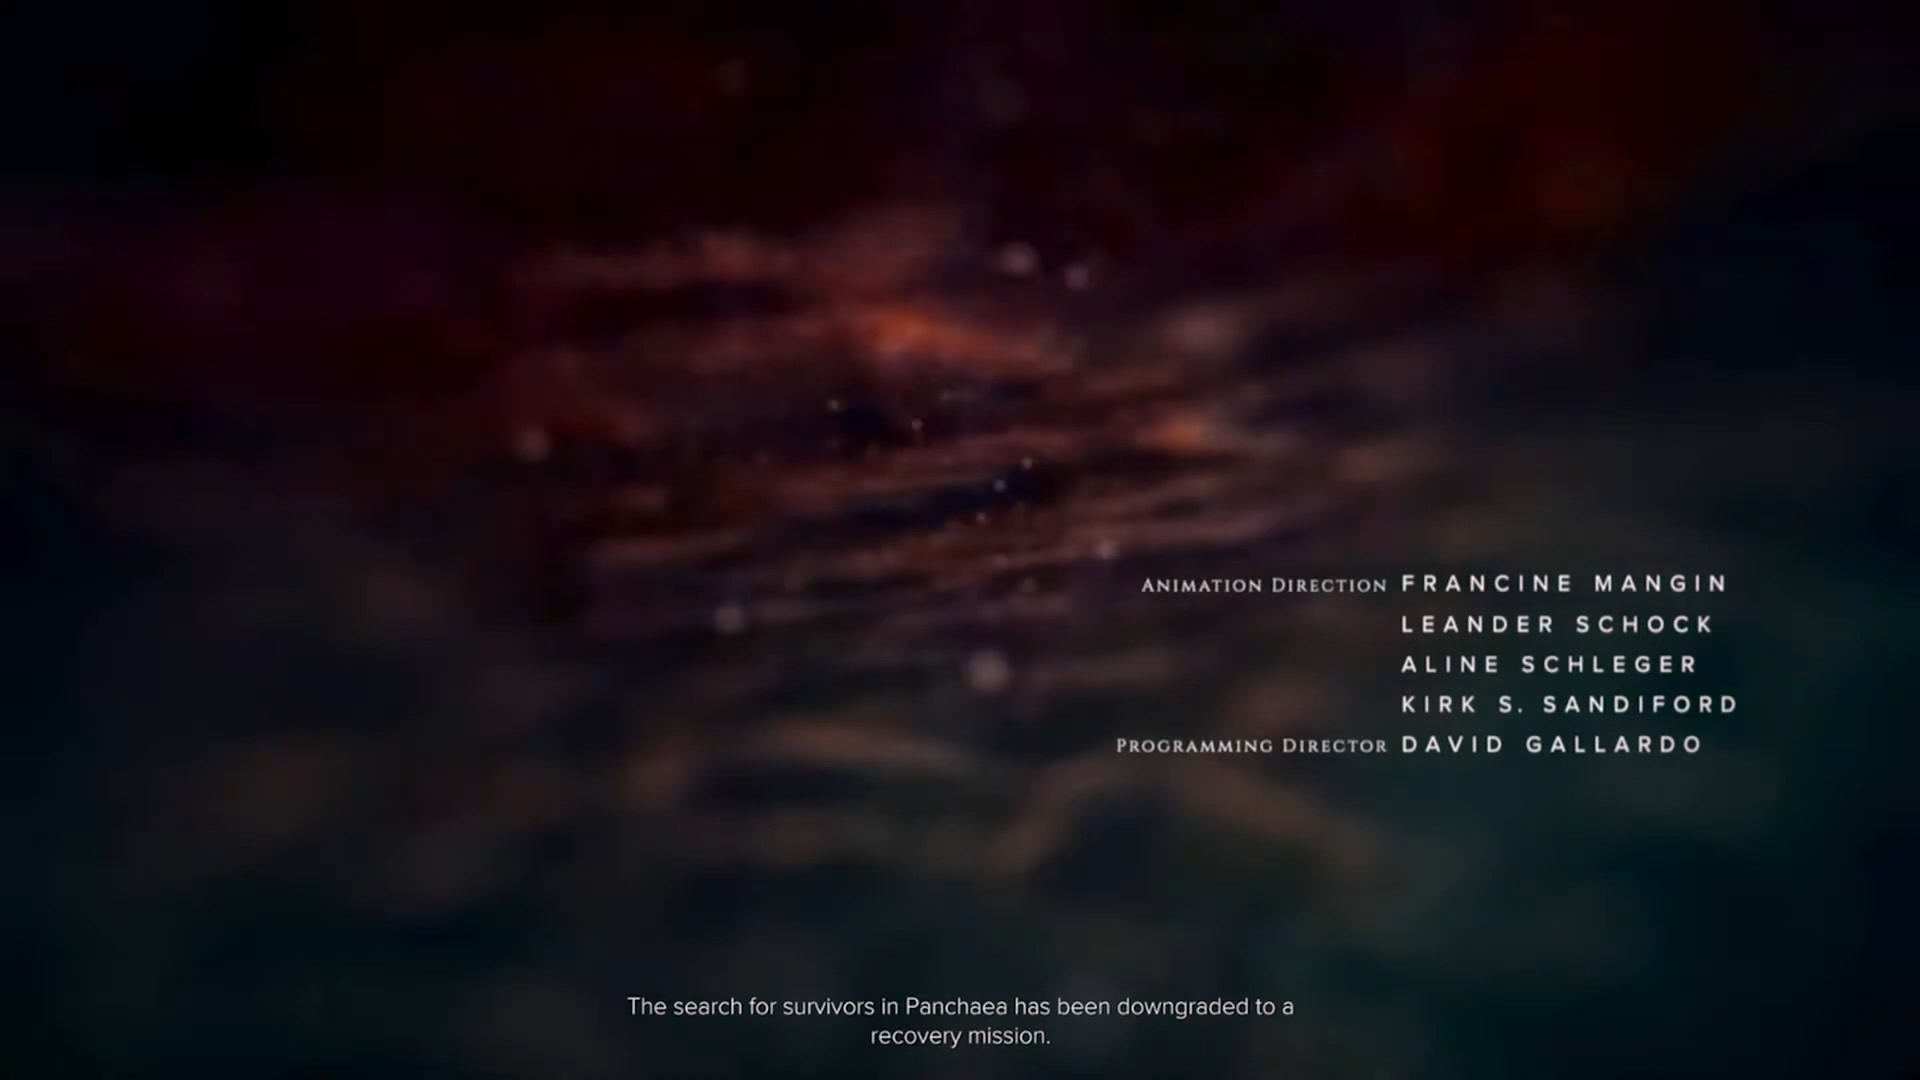 ANIMATION DIRECTION FRANCINE MANGIN
LEANDER SCHOCK
ALINE SCHLEGER
KIRK S. SANDIFORD
PROGRAMMING DIRECTOR DAVID GALLARDO
The search for survivors in Panchaea has been downgraded to a
recovery mission.